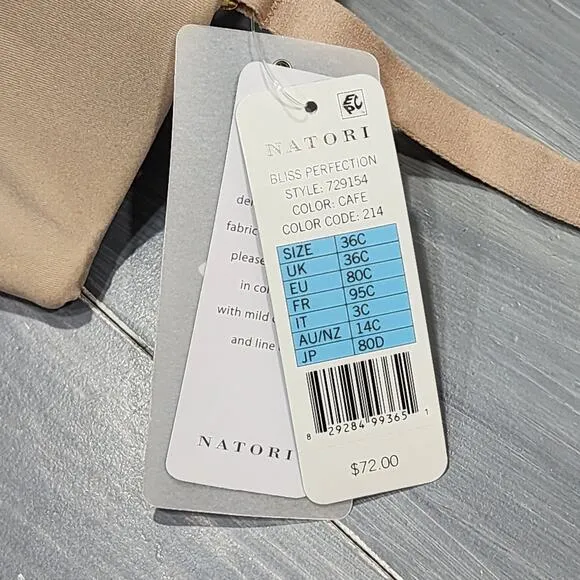 EPC
NATORI
BLISS PERFECTION
STYLE: 729154
COLOR: CAFE
COLOR CODE: 214
SIZE 36C
UK 36C
EU 80C
FR 95C
IT 3C
AU/NZ 14C
JP 80D
8 29284 99365 1
$72.00
fabric
please
in
with mild
and line
NATORI